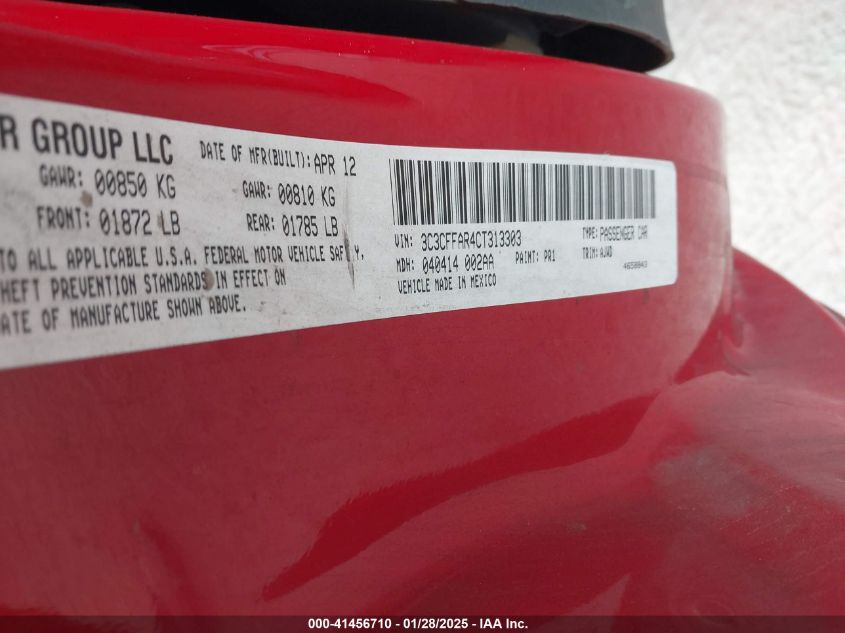 R GROUP LLC DATE OF MFR(BUILT): APR 12
GAWR: 00850 KG GAWR: 00810 KG
FRONT: 01872 LB REAR: 01785 LB
TO ALL APPLICABLE U.S.A. FEDERAL MOTOR VEHICLE SAFETY,
HEFT PREVENTION STANDARDS IN EFFECT ON
ATE OF MANUFACTURE SHOWN ABOVE.
VIN: 3C3CFFAR4CT313303 TYPE: PASSENGER CAR
MDH: 040414 002AA PAINT: PR1 TRIM: AJWD
VEHICLE MADE IN MEXICO 4650843
000-41456710 - 01/28/2025 - IAA Inc.